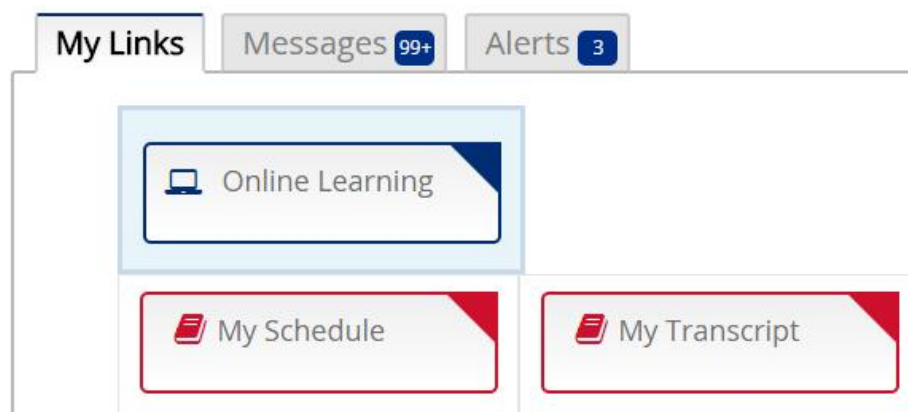 My Links Messages 99+ Alerts 3
Online Learning
My Schedule My Transcript